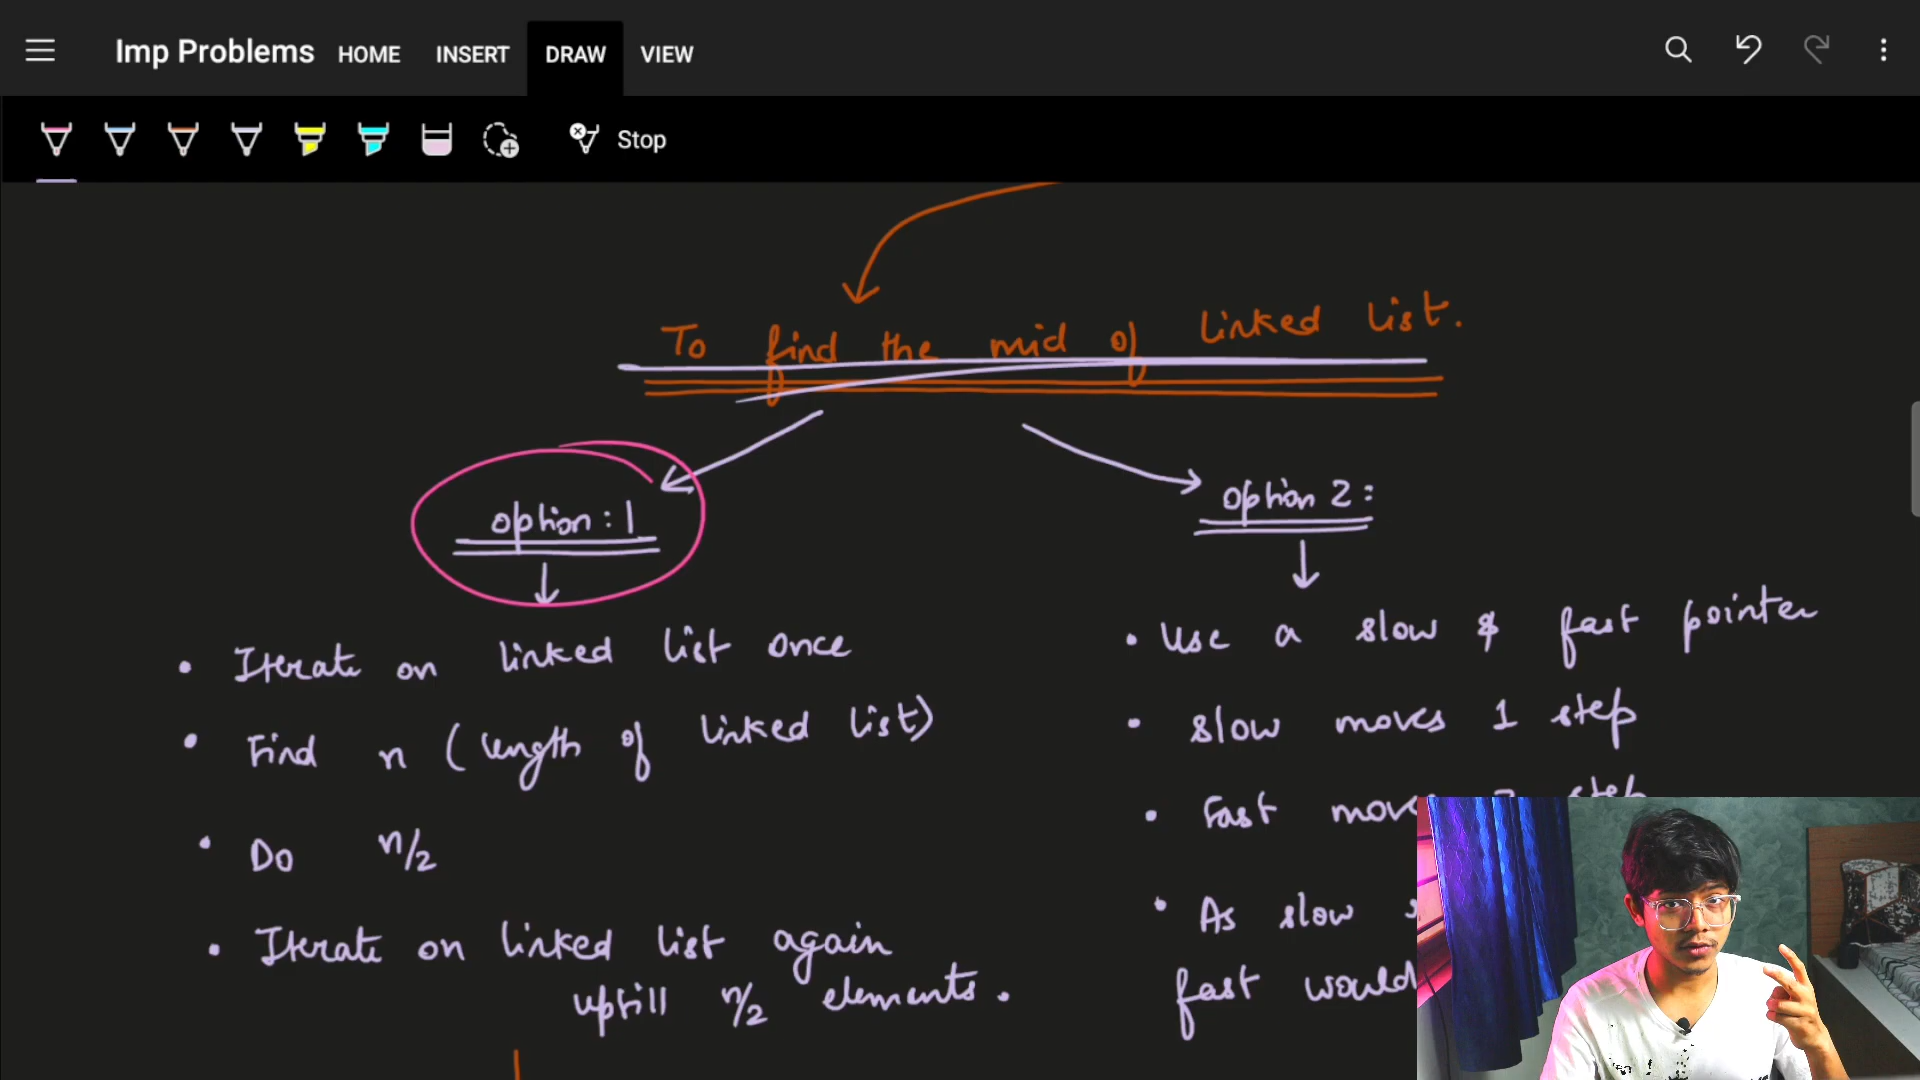 Imp Problems HOME INSERT DRAW VIEW
Stop
To find the mid of linked list.
option : 1
• Iterate on linked list once
• Find n (length of linked list)
• Do n/2
• Iterate on linked list again
uptill n/2 elements.
option 2 :
• Use a slow & fast pointer
• slow moves 1 step
• Fast step
• As slow
fast would